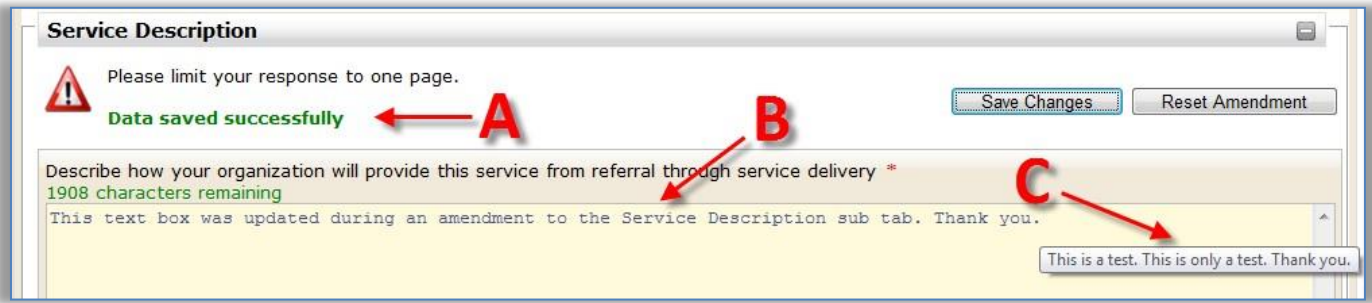 Service Description
Please limit your response to one page.
Save Changes
Reset Amendment
Data saved successfully
A
B
Describe how your organization will provide this service from referral through service delivery *
C
1908 characters remaining
This text box was updated during an amendment to the Service Description sub tab. Thank you.
This is a test. This is only a test. Thank you.